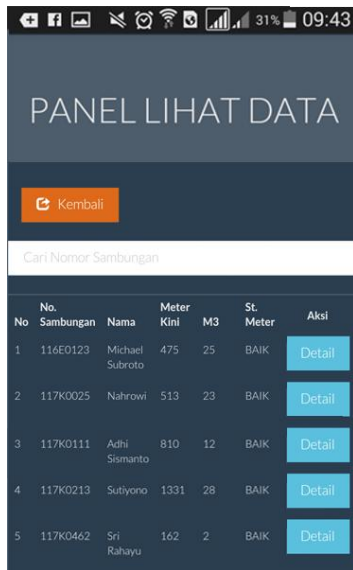 31% 09:43
PANEL LIHAT DATA
Kembali
Cari Nomor Sambungan
No No. Sambungan Nama Meter Kini M3 St. Meter Aksi
1 116E0123 Michael Subroto 475 25 BAIK Detail
2 117K0025 Nahrowi 513 23 BAIK Detail
3 117K0111 Adhi Sismanto 810 12 BAIK Detail
4 117K0213 Sutiyono 1331 28 BAIK Detail
5 117K0462 Sri Rahayu 162 2 BAIK Detail